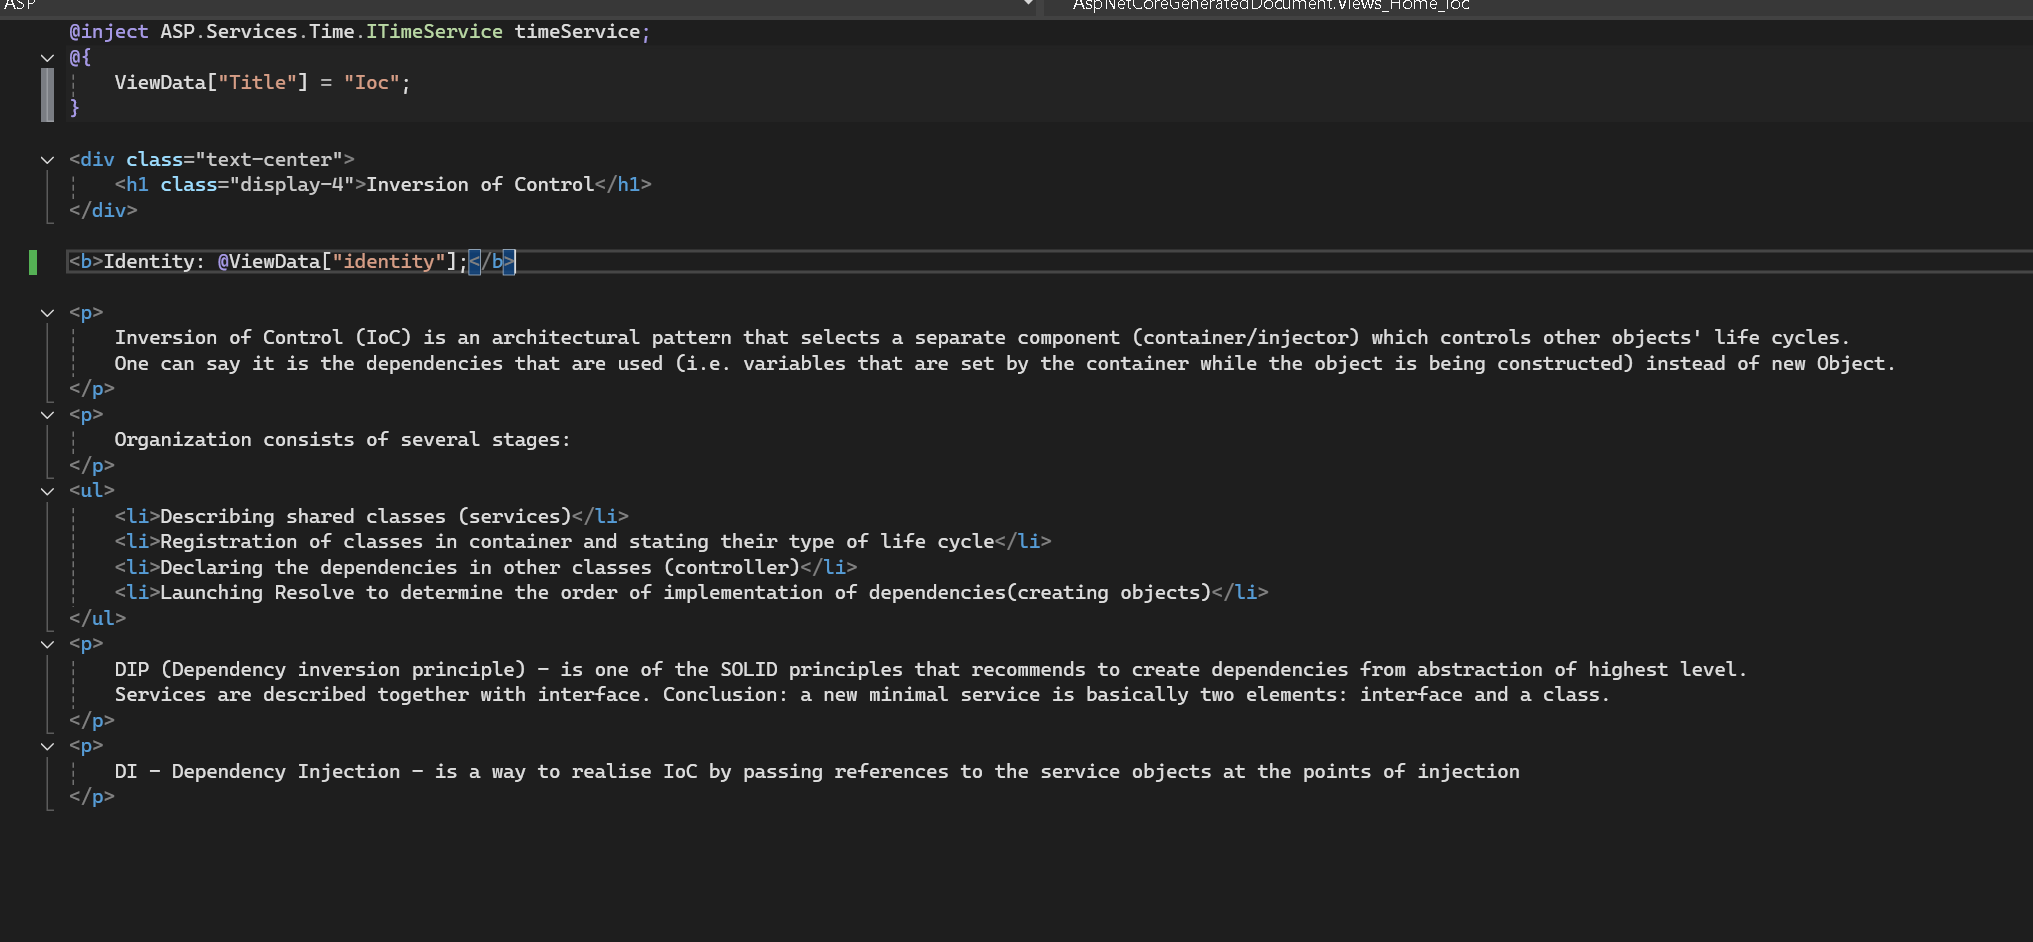 ASP
AspNetCoreGeneratedDocument.Views_Home_Ioc
@inject ASP.Services.Time.ITimeService timeService;
@{
    ViewData["Title"] = "Ioc";
}
<div class="text-center">
    <h1 class="display-4">Inversion of Control</h1>
</div>
<b>Identity: @ViewData["identity"];</b>
<p>
    Inversion of Control (IoC) is an architectural pattern that selects a separate component (container/injector) which controls other objects' life cycles.
    One can say it is the dependencies that are used (i.e. variables that are set by the container while the object is being constructed) instead of new Object.
</p>
<p>
    Organization consists of several stages:
</p>
<ul>
    <li>Describing shared classes (services)</li>
    <li>Registration of classes in container and stating their type of life cycle</li>
    <li>Declaring the dependencies in other classes (controller)</li>
    <li>Launching Resolve to determine the order of implementation of dependencies(creating objects)</li>
</ul>
<p>
    DIP (Dependency inversion principle) - is one of the SOLID principles that recommends to create dependencies from abstraction of highest level.
    Services are described together with interface. Conclusion: a new minimal service is basically two elements: interface and a class.
</p>
<p>
    DI - Dependency Injection - is a way to realise IoC by passing references to the service objects at the points of injection
</p>